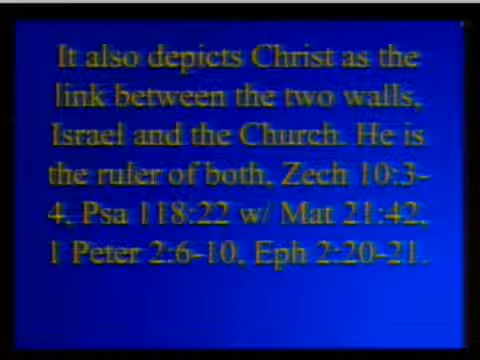 It also depicts Christ as the
link between the two walls,
Israel and the Church. He is
the ruler of both, Zech 10:3-
4, Psa 118:22 w/ Mat 21:42,
1 Peter 2:6-10, Eph 2:20-21.